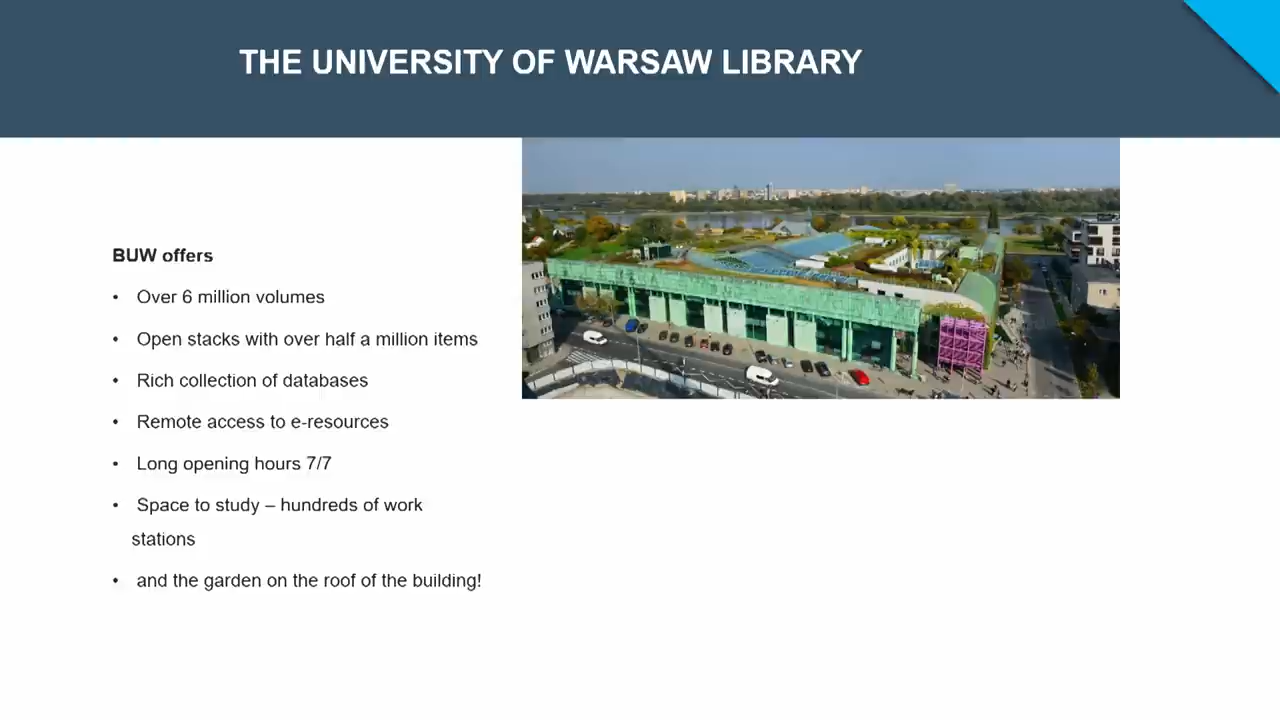 THE UNIVERSITY OF WARSAW LIBRARY
BUW offers
• Over 6 million volumes
• Open stacks with over half a million items
• Rich collection of databases
• Remote access to e-resources
• Long opening hours 7/7
• Space to study – hundreds of work
stations
• and the garden on the roof of the building!